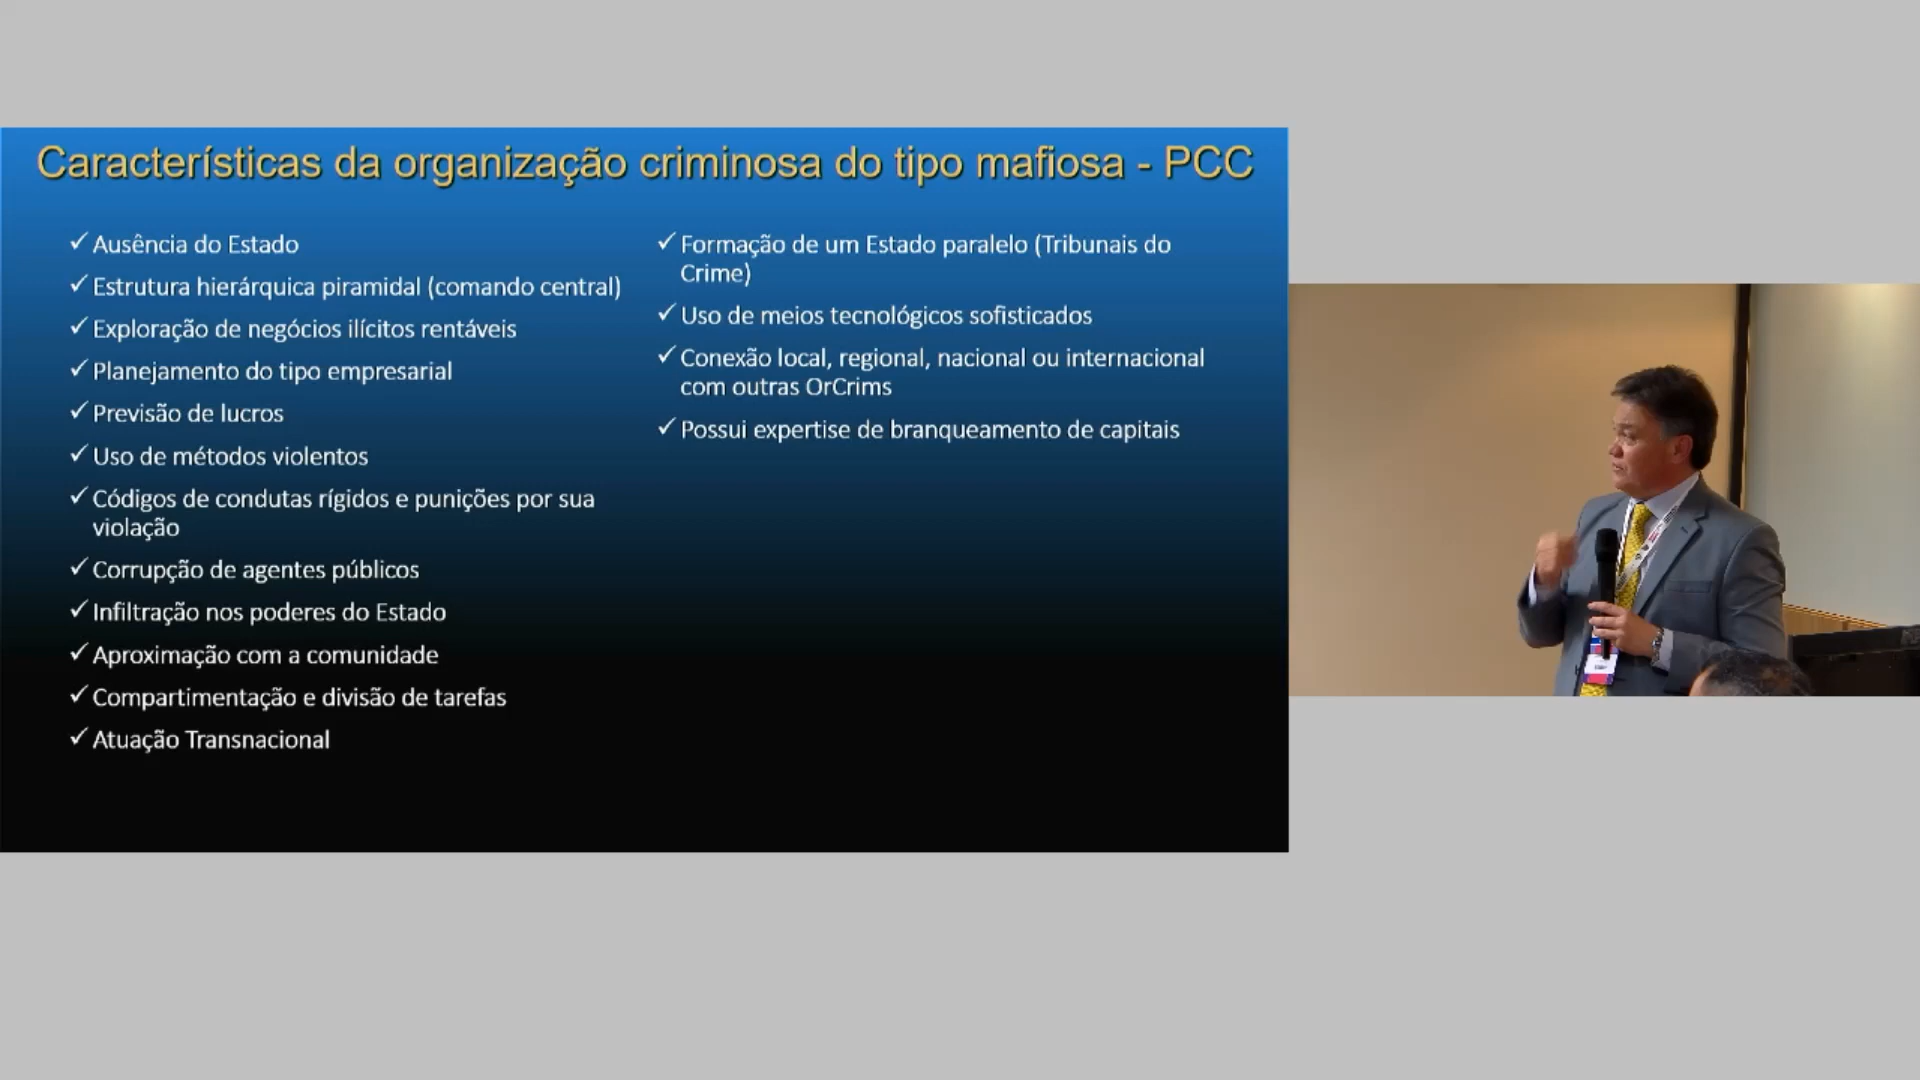 Características da organização criminosa do tipo mafiosa - PCC
✓ Ausência do Estado
✓ Estrutura hierárquica piramidal (comando central)
✓ Exploração de negócios ilícitos rentáveis
✓ Planejamento do tipo empresarial
✓ Previsão de lucros
✓ Uso de métodos violentos
✓ Códigos de condutas rígidos e punições por sua
violação
✓ Corrupção de agentes públicos
✓ Infiltração nos poderes do Estado
✓ Aproximação com a comunidade
✓ Compartimentação e divisão de tarefas
✓ Atuação Transnacional
✓ Formação de um Estado paralelo (Tribunais do
Crime)
✓ Uso de meios tecnológicos sofisticados
✓ Conexão local, regional, nacional ou internacional
com outras OrCrims
✓ Possui expertise de branqueamento de capitais